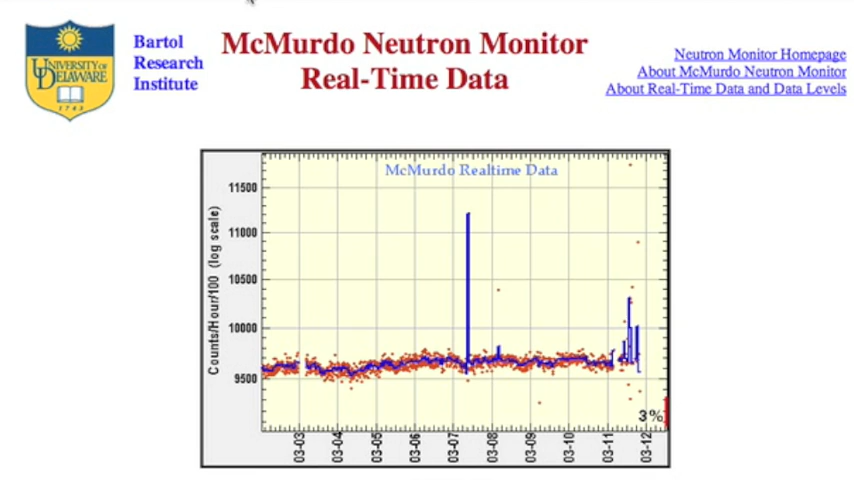 UNIVERSITY OF
DELAWARE
1743
Bartol
Research
Institute
McMurdo Neutron Monitor
Real-Time Data
Neutron Monitor Homepage
About McMurdo Neutron Monitor
About Real-Time Data and Data Levels
McMurdo Realtime Data
Counts/Hour/100 (log scale)
11500
11000
10500
10000
9500
3%
03-03
03-04
03-05
03-06
03-07
03-08
03-09
03-10
03-11
03-12